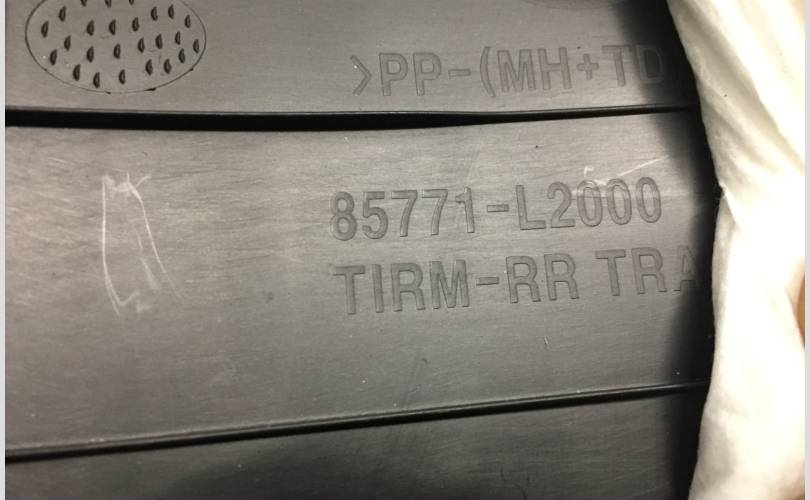 >PP-(MH+TD
85771-L2000
TIRM-RR TRA